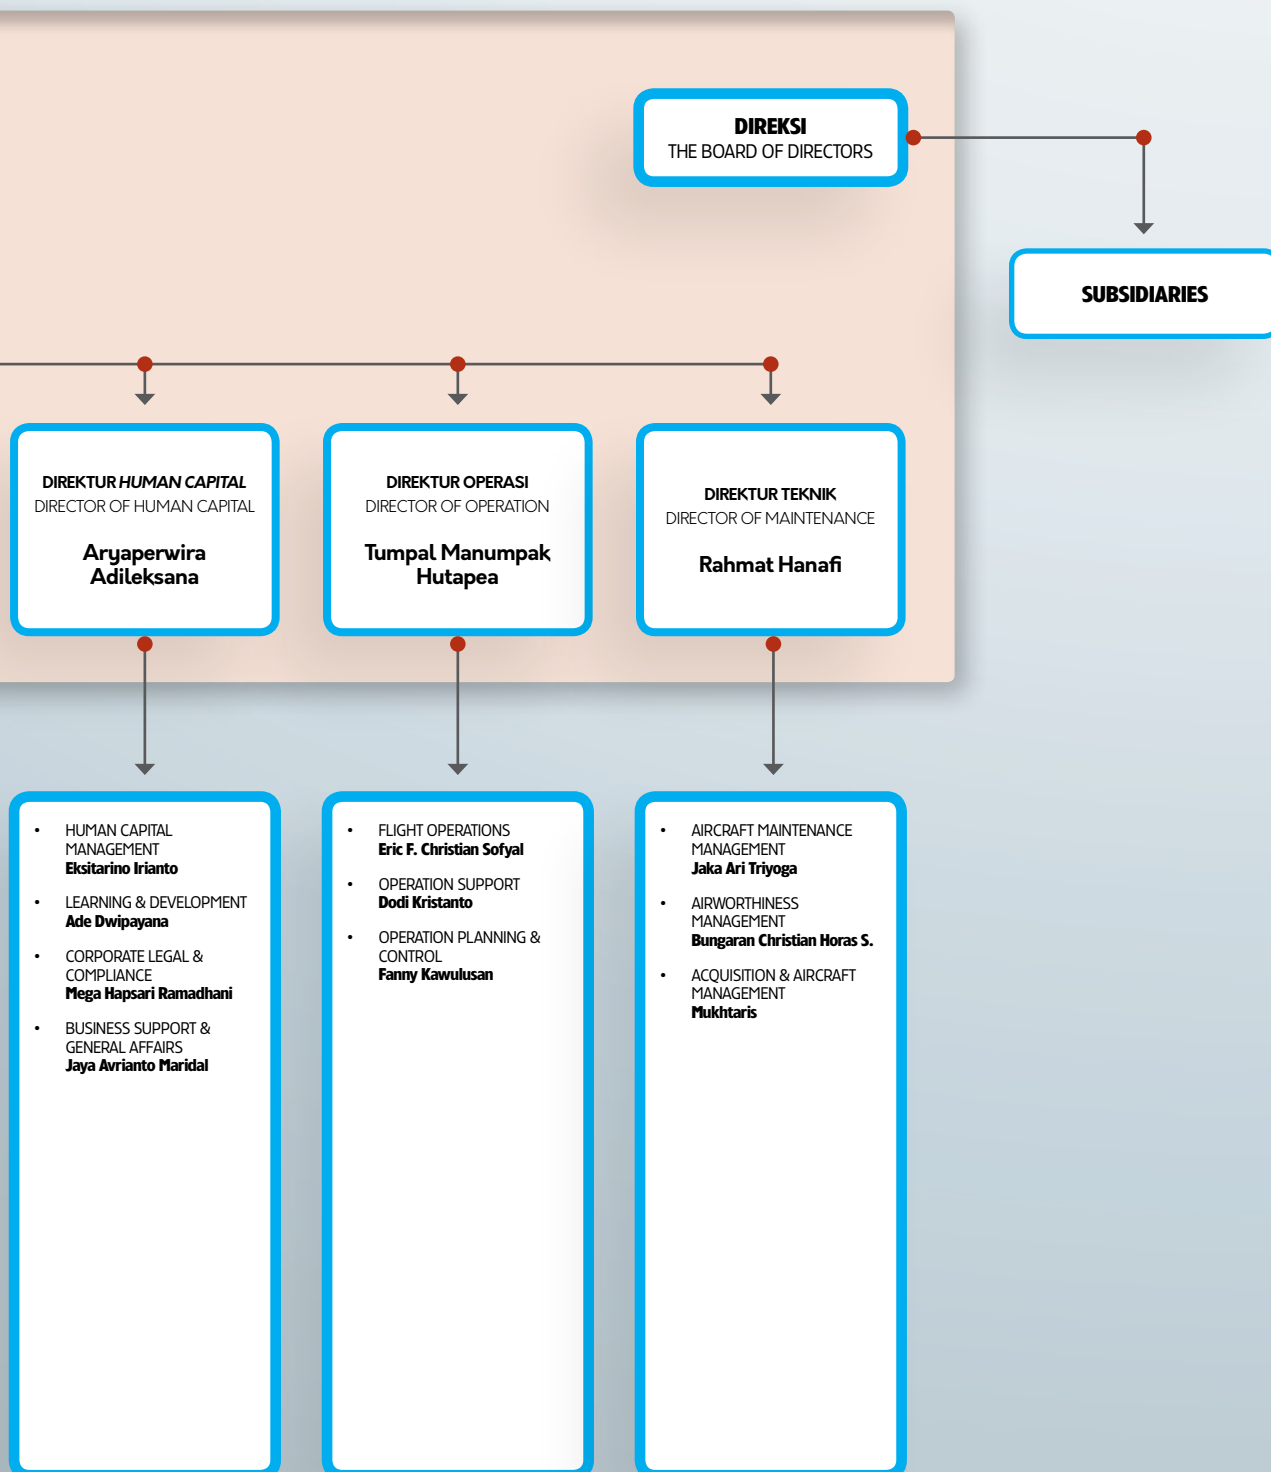 DIREKSI
THE BOARD OF DIRECTORS
SUBSIDIARIES
DIREKTUR HUMAN CAPITAL
DIRECTOR OF HUMAN CAPITAL
Aryaperwira
Adileksana
DIREKTUR OPERASI
DIRECTOR OF OPERATION
Tumpal Manumpak
Hutapea
DIREKTUR TEKNIK
DIRECTOR OF MAINTENANCE
Rahmat Hanafi
• HUMAN CAPITAL
MANAGEMENT
Eksitarino Irianto
• LEARNING & DEVELOPMENT
Ade Dwipayana
• CORPORATE LEGAL &
COMPLIANCE
Mega Hapsari Ramadhani
• BUSINESS SUPPORT &
GENERAL AFFAIRS
Jaya Avrianto Maridal
• FLIGHT OPERATIONS
Eric F. Christian Sofyal
• OPERATION SUPPORT
Dodi Kristanto
• OPERATION PLANNING &
CONTROL
Fanny Kawulusan
• AIRCRAFT MAINTENANCE
MANAGEMENT
Jaka Ari Triyoga
• AIRWORTHINESS
MANAGEMENT
Bungaran Christian Horas S.
• ACQUISITION & AIRCRAFT
MANAGEMENT
Mukhtaris